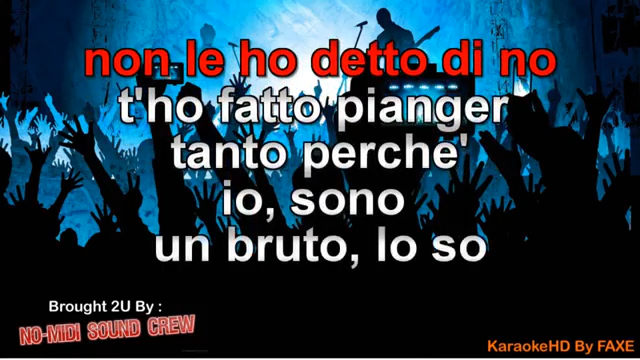 non le ho detto di no
t'ho fatto pianger
tanto perche'
io, sono
un bruto, lo so
Brought 2U By :
NO-MIDI SOUND CREW
KaraokeHD By FAXE